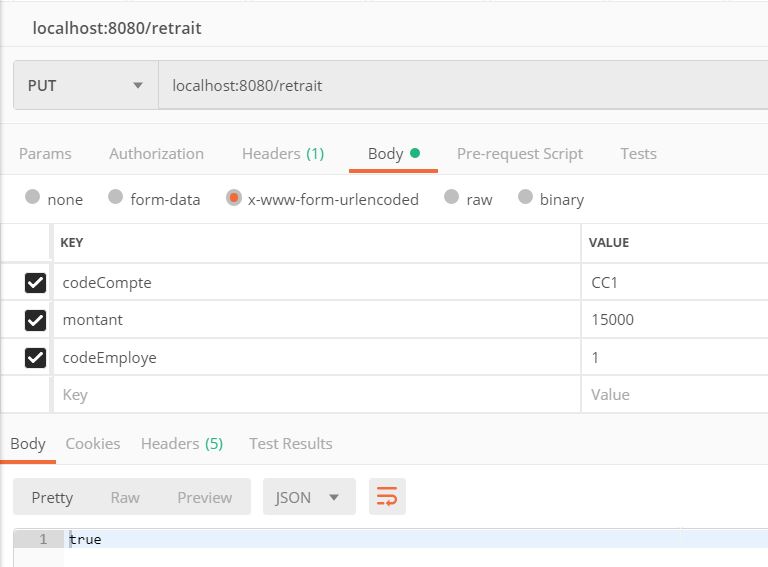 localhost:8080/retrait
PUT localhost:8080/retrait
Params Authorization Headers (1) Body Pre-request Script Tests
none form-data x-www-form-urlencoded raw binary
KEY VALUE
codeCompte CC1
montant 15000
codeEmploye 1
Key Value
Body Cookies Headers (5) Test Results
Pretty Raw Preview JSON
1 true